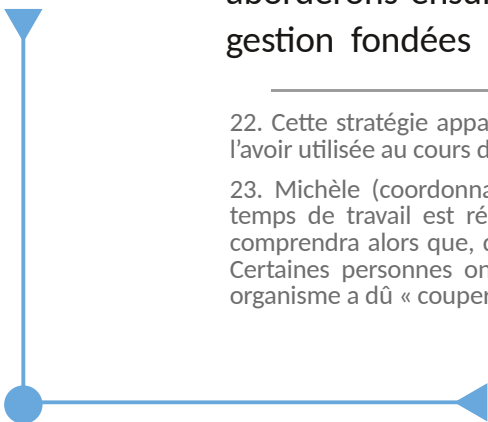 aborderons ensui
gestion fondées
22. Cette stratégie appa
l'avoir utilisée au cours d
23. Michèle (coordonna
temps de travail est ré
comprendra alors que, d
Certaines personnes on
organisme a dû « couper